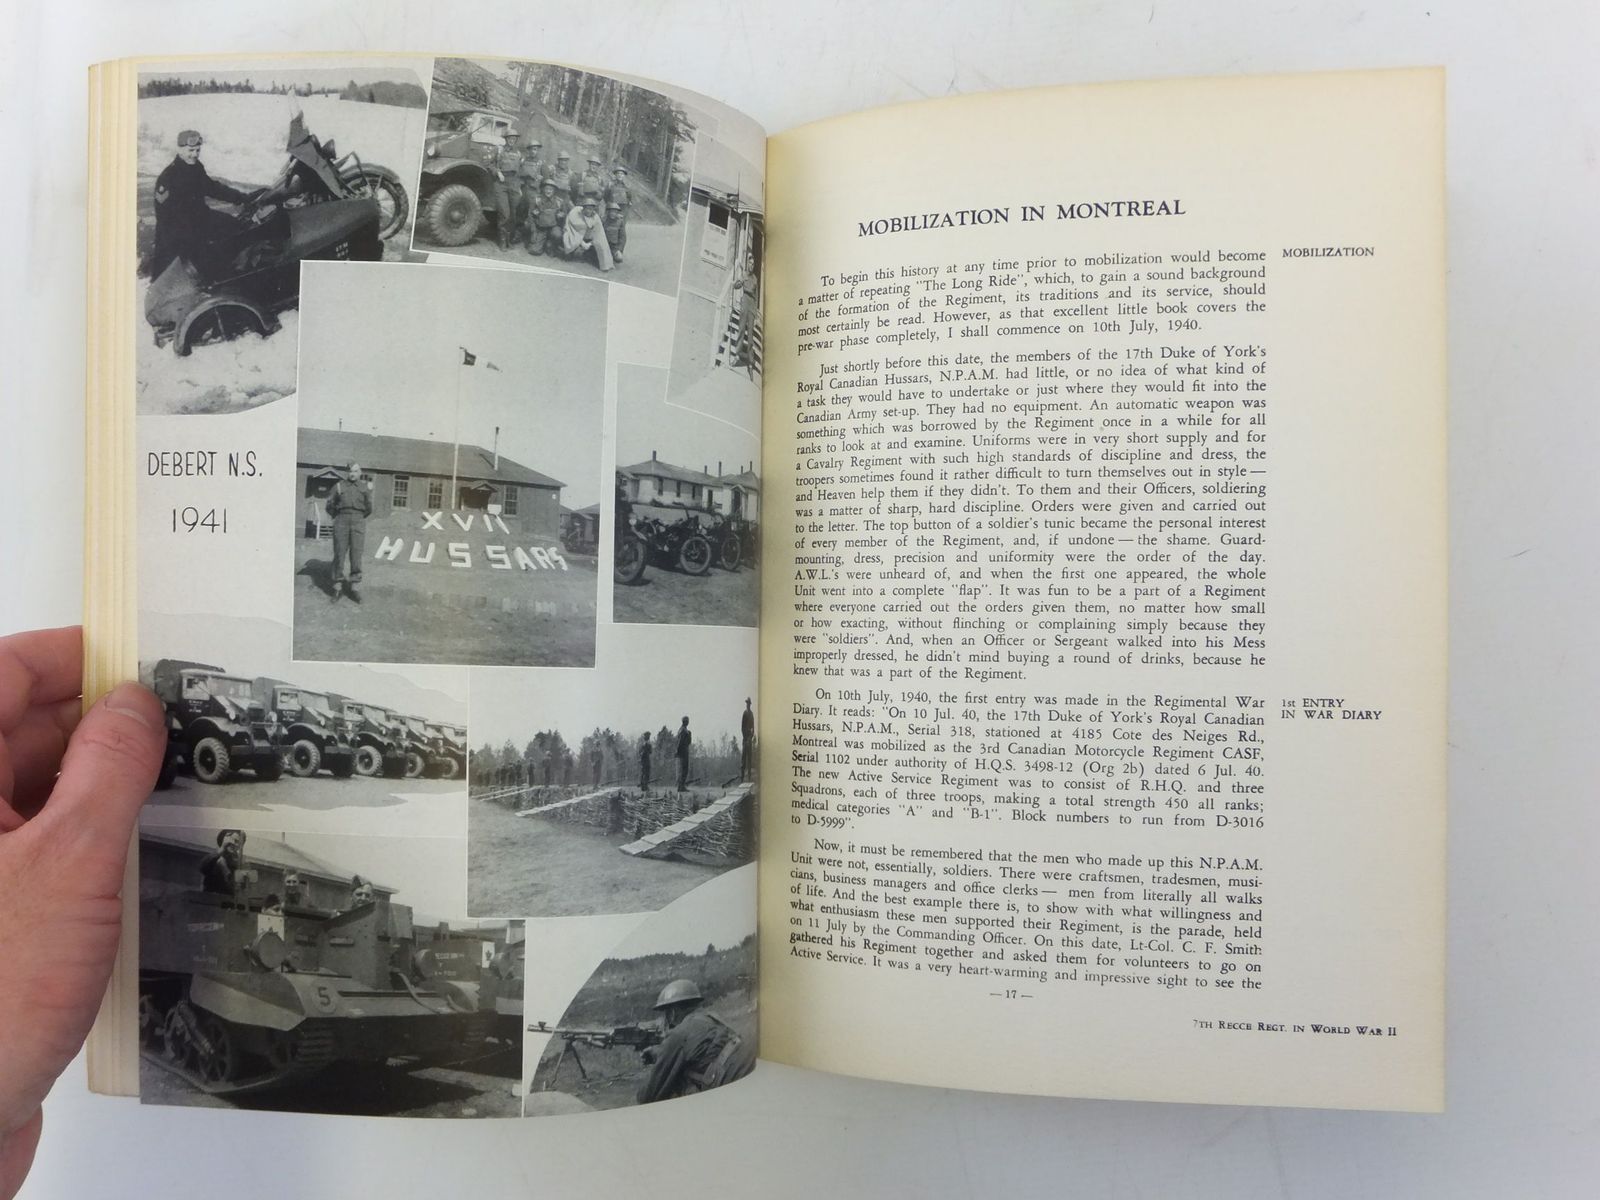 DEBERT N.S.
1941
XVII
HUSSARS
5
MOBILIZATION IN MONTREAL
To begin this history at any time prior to mobilization would become
a matter of repeating "The Long Ride", which, to gain a sound background
of the formation of the Regiment, its traditions and its service, should
most certainly be read. However, as that excellent little book covers the
pre-war phase completely, I shall commence on 10th July, 1940.
MOBILIZATION
Just shortly before this date, the members of the 17th Duke of York's
Royal Canadian Hussars, N.P.A.M. had little, or no idea of what kind of
a task they would have to undertake or just where they would fit into the
Canadian Army set-up. They had no equipment. An automatic weapon was
something which was borrowed by the Regiment once in a while for all
ranks to look at and examine. Uniforms were in very short supply and for
a Cavalry Regiment with such high standards of discipline and dress, the
troopers sometimes found it rather difficult to turn themselves out in style —
and Heaven help them if they didn't. To them and their Officers, soldiering
was a matter of sharp, hard discipline. Orders were given and carried out
to the letter. The top button of a soldier's tunic became the personal interest
of every member of the Regiment, and, if undone — the shame. Guard-
mounting, dress, precision and uniformity were the order of the day.
A.W.L.'s were unheard of, and when the first one appeared, the whole
Unit went into a complete "flap". It was fun to be a part of a Regiment
where everyone carried out the orders given them, no matter how small
or how exacting, without flinching or complaining simply because they
were "soldiers". And, when an Officer or Sergeant walked into his Mess
improperly dressed, he didn't mind buying a round of drinks, because he
knew that was a part of the Regiment.
On 10th July, 1940, the first entry was made in the Regimental War
Diary. It reads: "On 10 Jul. 40, the 17th Duke of York's Royal Canadian
Hussars, N.P.A.M., Serial 318, stationed at 4185 Cote des Neiges Rd.,
Montreal was mobilized as the 3rd Canadian Motorcycle Regiment CASF,
Serial 1102 under authority of H.Q.S. 3498-12 (Org 2b) dated 6 Jul. 40.
The new Active Service Regiment was to consist of R.H.Q. and three
Squadrons, each of three troops, making a total strength 450 all ranks;
medical categories "A" and "B-1". Block numbers to run from D-3016
to D-5999".
1st ENTRY
IN WAR DIARY
Now, it must be remembered that the men who made up this N.P.A.M.
Unit were not, essentially, soldiers. There were craftsmen, tradesmen, musi-
cians, business managers and office clerks — men from literally all walks
of life. And the best example there is, to show with what willingness and
what enthusiasm these men supported their Regiment, is the parade, held
on 11 July by the Commanding Officer. On this date, Lt-Col. C. F. Smith
gathered his Regiment together and asked them for volunteers to go on
Active Service. It was a very heart-warming and impressive sight to see the
— 17 —
7TH RECCE REGT. IN WORLD WAR II